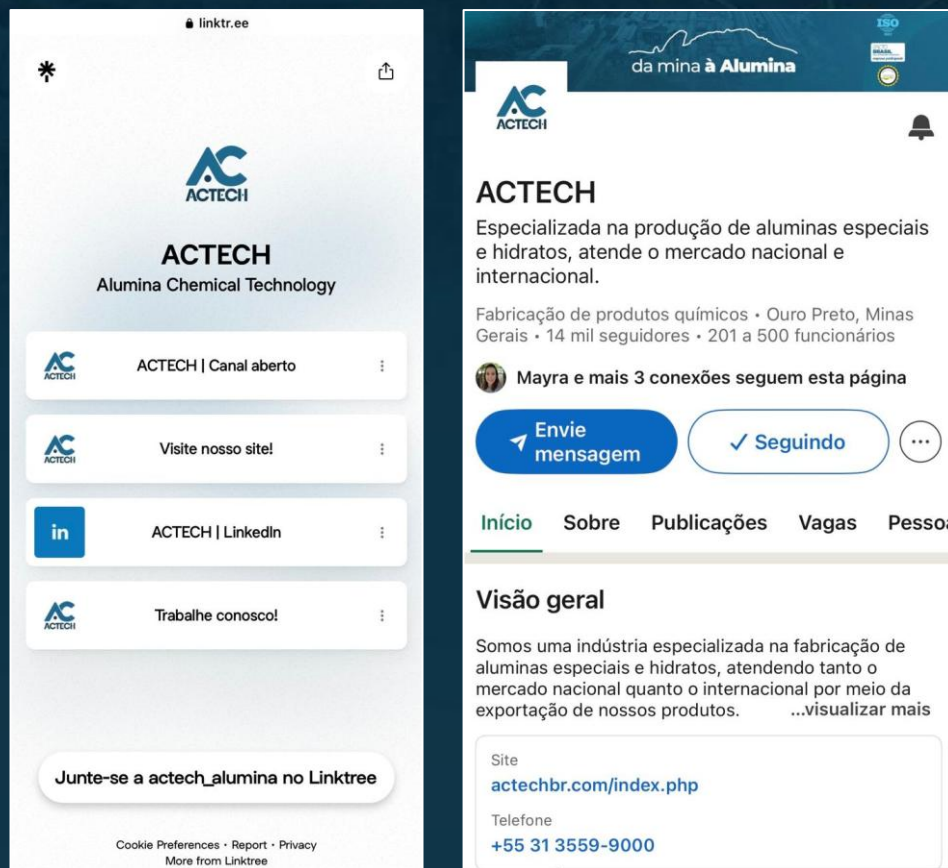 linktr.ee
ACTECH
ACTECH
Alumina Chemical Technology
ACTECH
ACTECH | Canal aberto
ACTECH
Visite nosso site!
in
ACTECH | LinkedIn
ACTECH
Trabalhe conosco!
Junte-se a actech_alumina no Linktree
Cookie Preferences • Report • Privacy
More from Linktree
da mina à Alumina
ISO
ACTECH
ACTECH
Especializada na produção de aluminas especiais
e hidratos, atende o mercado nacional e
internacional.
Fabricação de produtos químicos • Ouro Preto, Minas
Gerais • 14 mil seguidores • 201 a 500 funcionários
Mayra e mais 3 conexões seguem esta página
Envie
mensagem
Seguindo
Início Sobre Publicações Vagas Pessoa
Visão geral
Somos uma indústria especializada na fabricação de
aluminas especiais e hidratos, atendendo tanto o
mercado nacional quanto o internacional por meio da
exportação de nossos produtos. ...visualizar mais
Site
actechbr.com/index.php
Telefone
+55 31 3559-9000